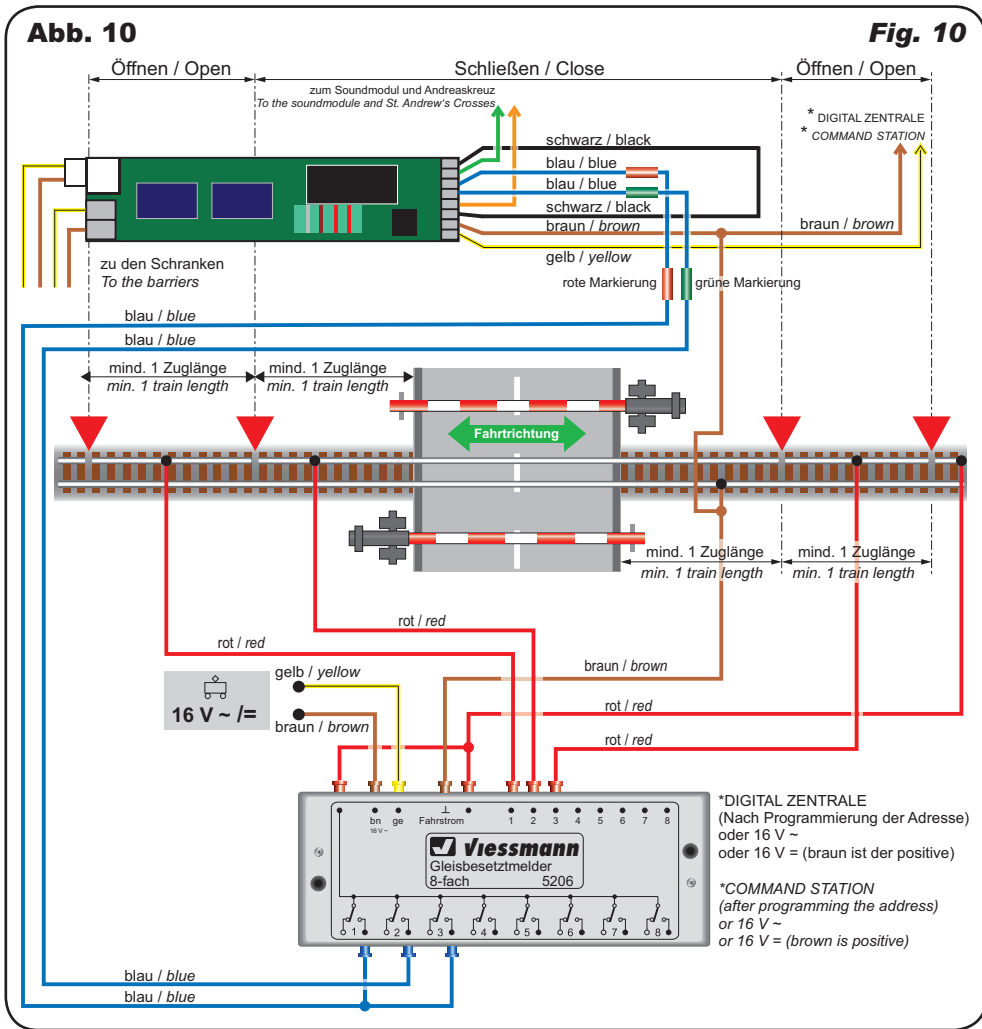 Abb. 10
Fig. 10
Öffnen / Open
Schließen / Close
Öffnen / Open
zum Soundmodul und Andreaskreuz
To the soundmodule and St. Andrew's Crosses
* DIGITAL ZENTRALE
* COMMAND STATION
schwarz / black
blau / blue
blau / blue
schwarz / black
braun / brown
braun / brown
gelb / yellow
zu den Schranken
To the barriers
rote Markierung
grüne Markierung
blau / blue
blau / blue
mind. 1 Zuglänge
min. 1 train length
mind. 1 Zuglänge
min. 1 train length
Fahrtrichtung
mind. 1 Zuglänge
min. 1 train length
mind. 1 Zuglänge
min. 1 train length
rot / red
rot / red
braun / brown
gelb / yellow
16 V ~ /=
braun / brown
rot / red
rot / red
bn
16 V ~
ge
Fahrstrom
1 2 3 4 5 6 7 8
viessmann
Gleisbesetztmelder
8-fach 5206
1 2 3 4 5 6 7 8
*DIGITAL ZENTRALE
(Nach Programmierung der Adresse)
oder 16 V ~
oder 16 V = (braun ist der positive)
*COMMAND STATION
(after programming the address)
or 16 V ~
or 16 V = (brown is positive)
blau / blue
blau / blue